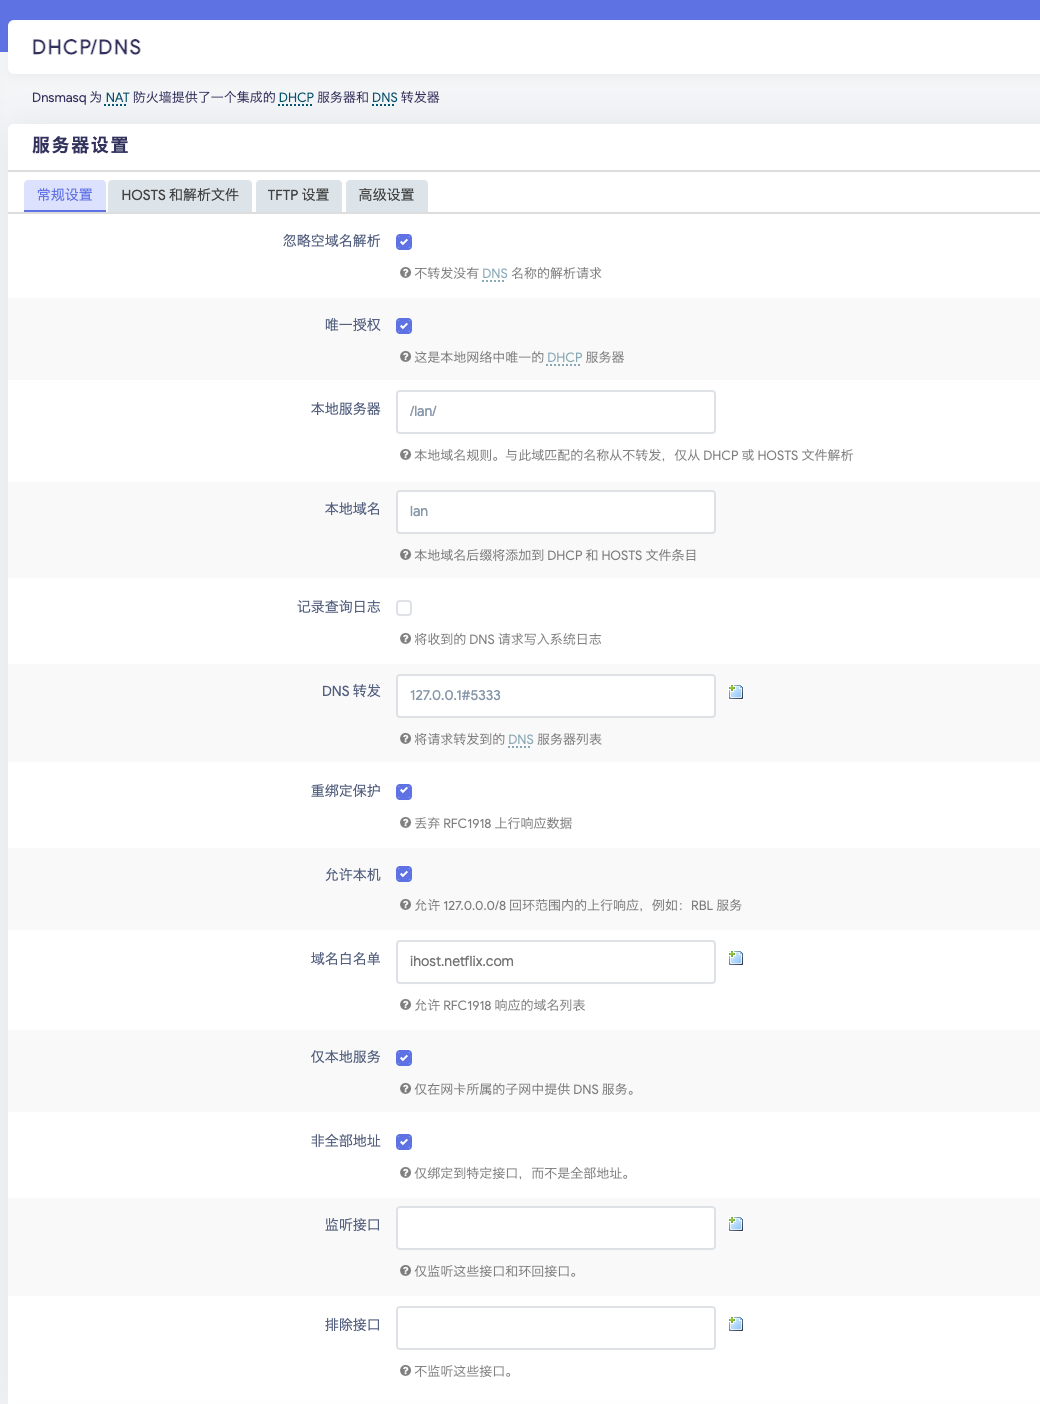 DHCP/DNS
Dnsmasq 为 NAT 防火墙提供了一个集成的 DHCP 服务器和 DNS 转发器
服务器设置
常规设置 HOSTS 和解析文件 TFTP 设置 高级设置
忽略空域名解析
不转发没有 DNS 名称的解析请求
唯一授权
这是本地网络中唯一的 DHCP 服务器
本地服务器 /lan/
本地域名规则。与此域匹配的名称从不转发，仅从 DHCP 或 HOSTS 文件解析
本地域名 lan
本地域名后缀将添加到 DHCP 和 HOSTS 文件条目
记录查询日志
将收到的 DNS 请求写入系统日志
DNS 转发 127.0.0.1#5333
将请求转发到的 DNS 服务器列表
重绑定保护
丢弃 RFC1918 上行响应数据
允许本机
允许 127.0.0.0/8 回环范围内的上行响应，例如：RBL 服务
域名白名单 ihost.netflix.com
允许 RFC1918 响应的域名列表
仅本地服务
仅在网卡所属的子网中提供 DNS 服务。
非全部地址
仅绑定到特定接口，而不是全部地址。
监听接口
仅监听这些接口和环回接口。
排除接口
不监听这些接口。